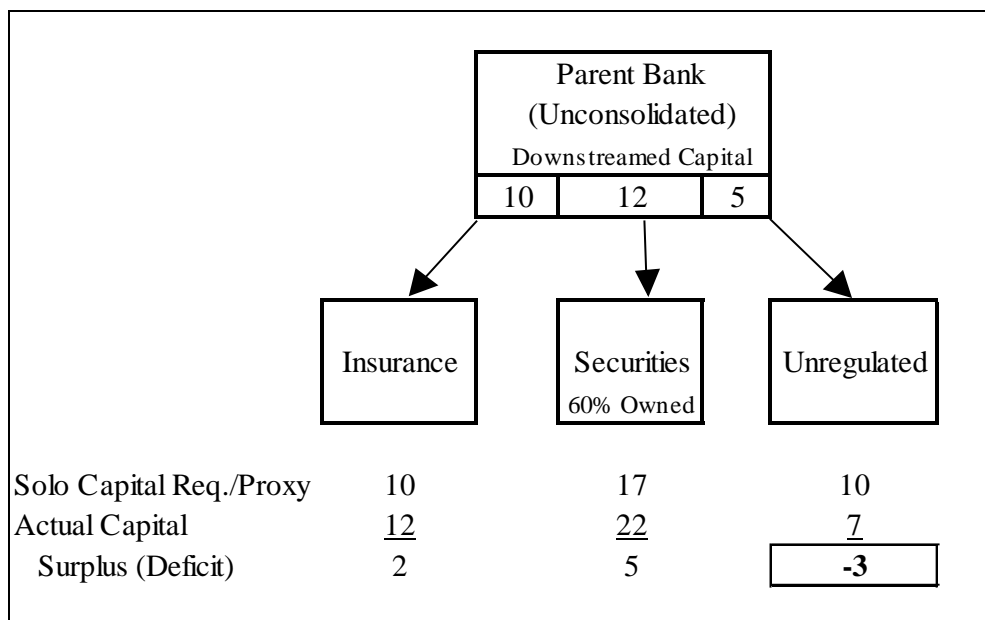 Parent Bank
(Unconsolidated)
Downstreamed Capital
10 12 5
Insurance Securities Unregulated
60% Owned
Solo Capital Req./Proxy 10 17 10
Actual Capital 12 22 7
Surplus (Deficit) 2 5 -3